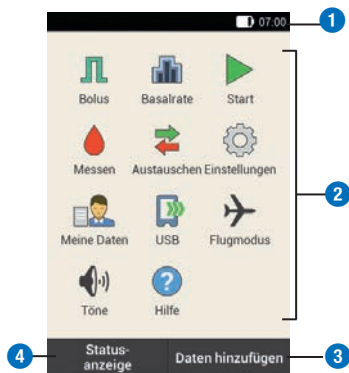 07:00
1
Bolus Basalrate Start
Messen Austauschen Einstellungen
2
Meine Daten USB Flugmodus
?
Töne Hilfe
4 Status-
anzeige Daten hinzufügen 3